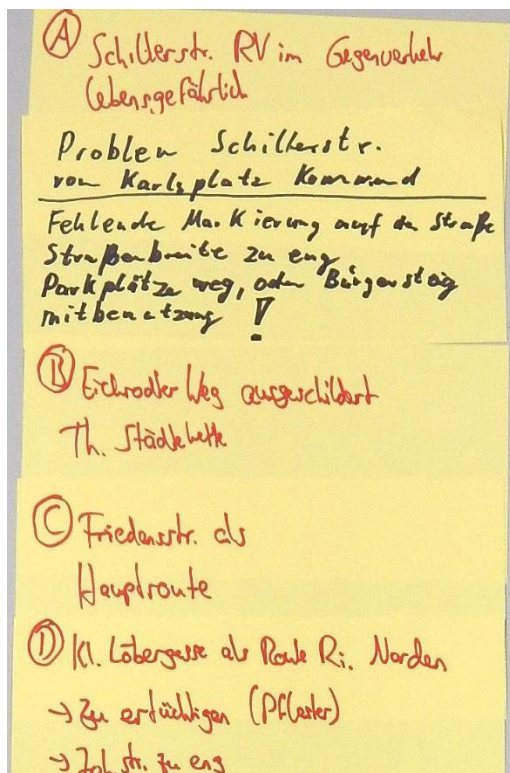 Ⓐ Schillerstr. RV im Gegenverkehr
lebensgefährlich
Problem Schillerstr.
von Karlsplatz kommend
Fehlende Markierung auf der Straße
Straßenbreite zu eng
Parkplätze weg, oder Bürgersteig
mitbenutzung !
Ⓑ Eichrodter Weg ausgeschildert
Th. Städtekette
Ⓒ Friedensstr. als
Hauptroute
Ⓓ Kl. Löbergasse als Route Ri. Norden
→ Zu ertüchtigen (Pflaster)
→ Joh. str. zu eng